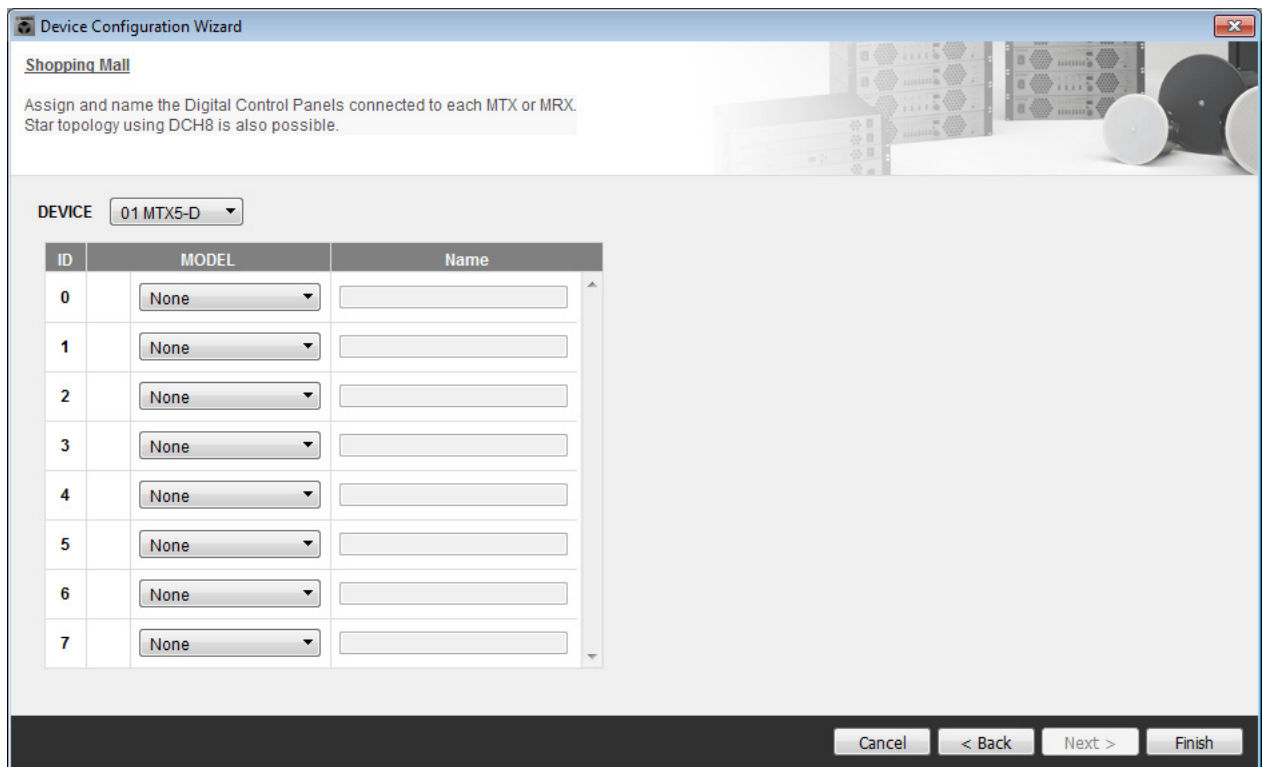 Device Configuration Wizard
Shopping Mall
Assign and name the Digital Control Panels connected to each MTX or MRX.
Star topology using DCH8 is also possible.
DEVICE 01 MTX5-D
ID MODEL Name
0 None
1 None
2 None
3 None
4 None
5 None
6 None
7 None
Cancel < Back Next > Finish